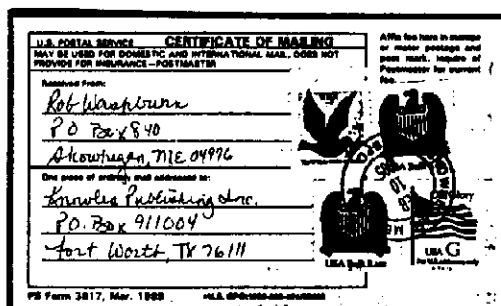 U.S. POSTAL SERVICE CERTIFICATE OF MAILING
MAY BE USED FOR DOMESTIC AND INTERNATIONAL MAIL, DOES NOT
PROVIDE FOR INSURANCE—POSTMASTER
Received From:
Rob Washburn
P O Box 840
Skowhegan, ME 04976
One piece of ordinary mail addressed to:
Knowles Publishing Inc.
P.O. Box 911004
Fort Worth, TX 76111
PS Form 3817, Mar. 1989
Affix fee here in stamps
or meter postage and
post mark. Inquire of
Postmaster for current
fee.
Old Glory
USA G
USA